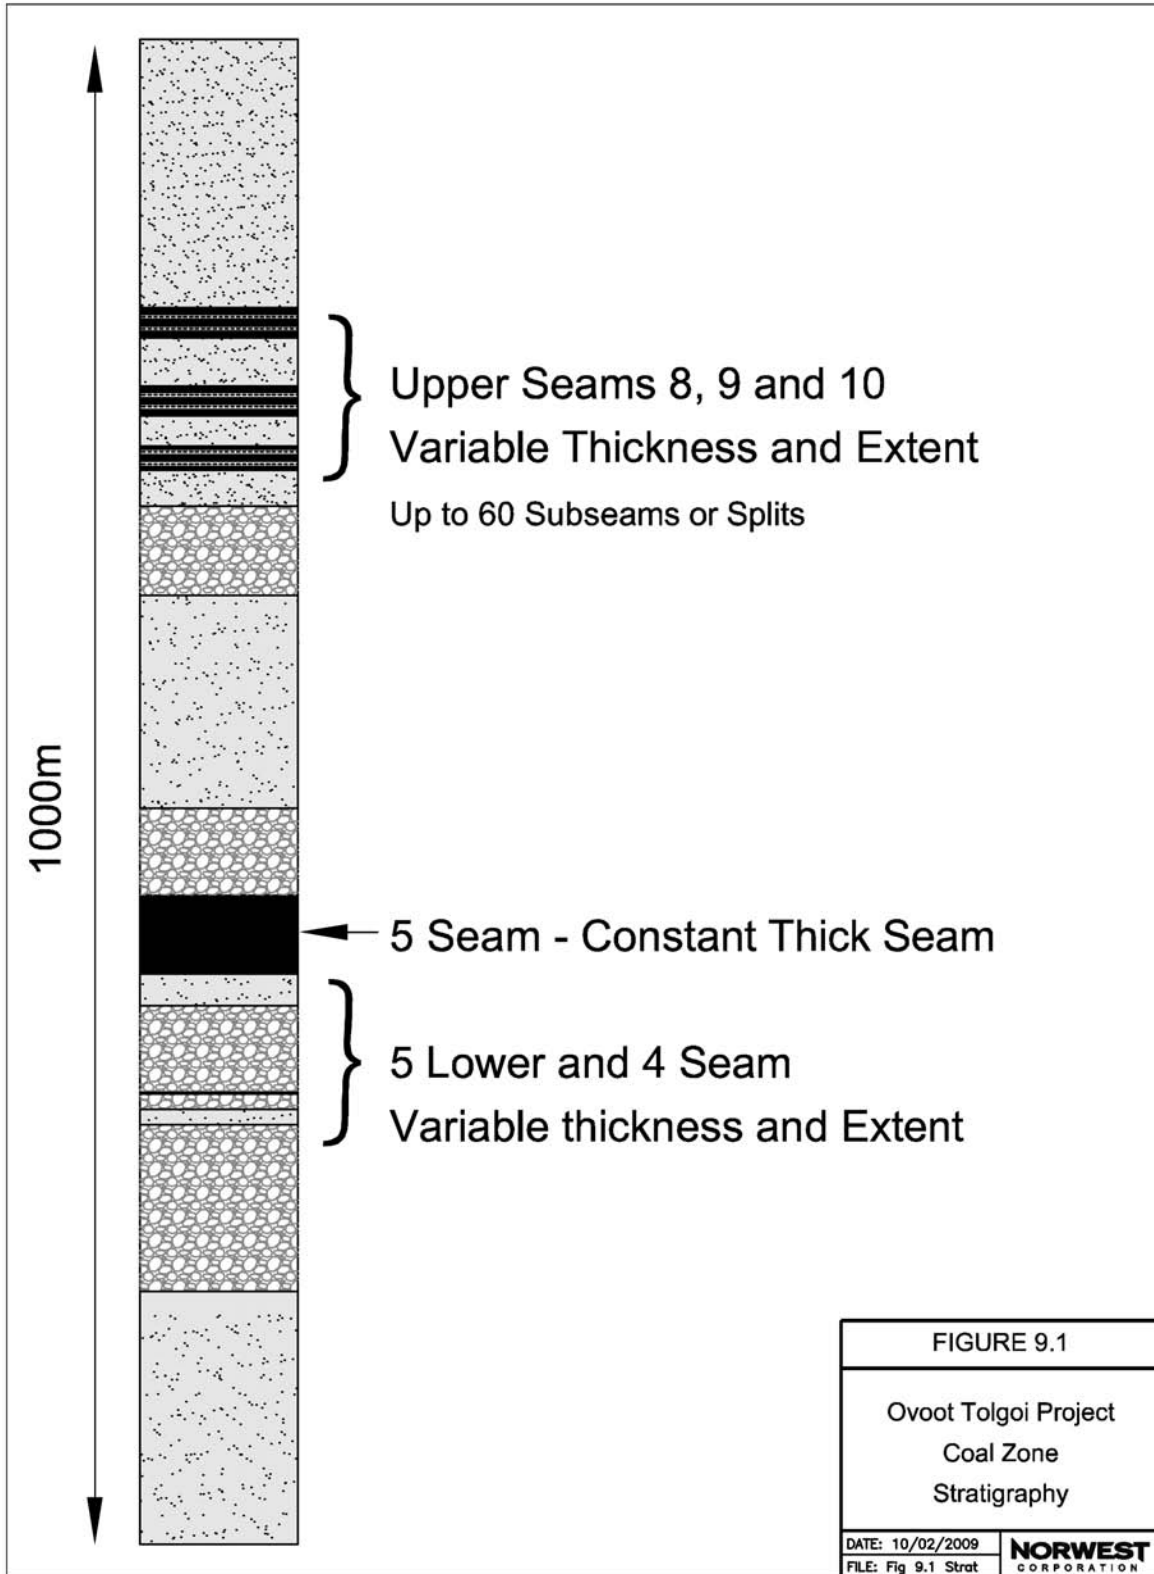 Upper Seams 8, 9 and 10
Variable Thickness and Extent
Up to 60 Subseams or Splits
1000m
5 Seam - Constant Thick Seam
5 Lower and 4 Seam
Variable thickness and Extent
FIGURE 9.1
Ovoot Tolgoi Project
Coal Zone
Stratigraphy
DATE: 10/02/2009
FILE: Fig 9.1 Strat
NORWEST
CORPORATION